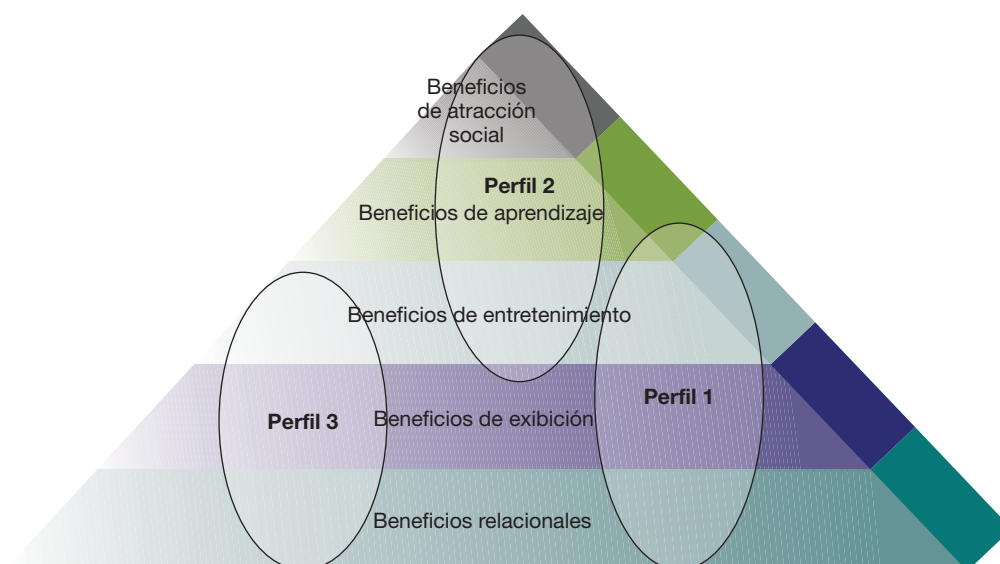 Beneficios
de atracción
social
Perfil 2
Beneficios de aprendizaje
Beneficios de entretenimiento
Perfil 1
Perfil 3
Beneficios de exibición
Beneficios relacionales